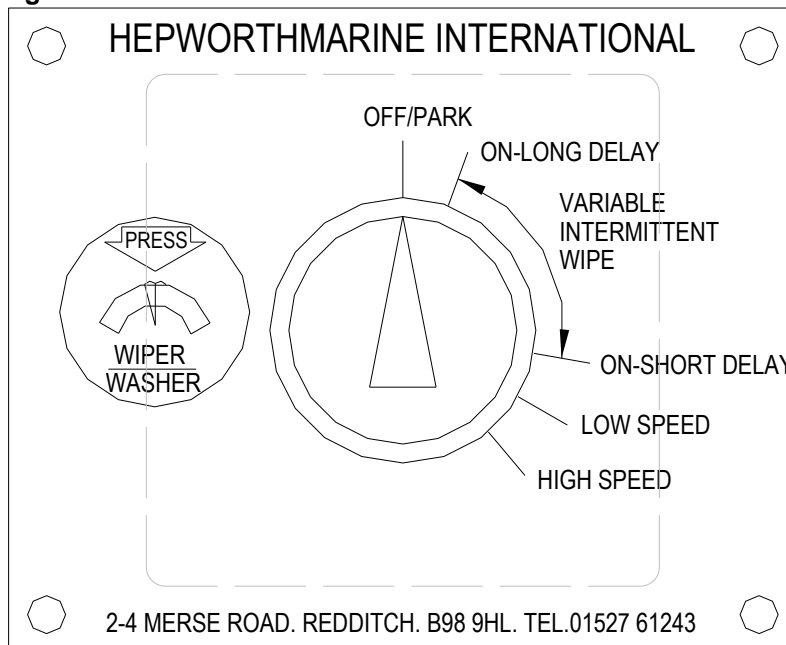 HEPWORTHMARINE INTERNATIONAL
OFF/PARK
ON-LONG DELAY
VARIABLE
INTERMITTENT
WIPE
PRESS
WIPER
WASHER
ON-SHORT DELAY
LOW SPEED
HIGH SPEED
2-4 MERSE ROAD. REDDITCH. B98 9HL. TEL.01527 61243